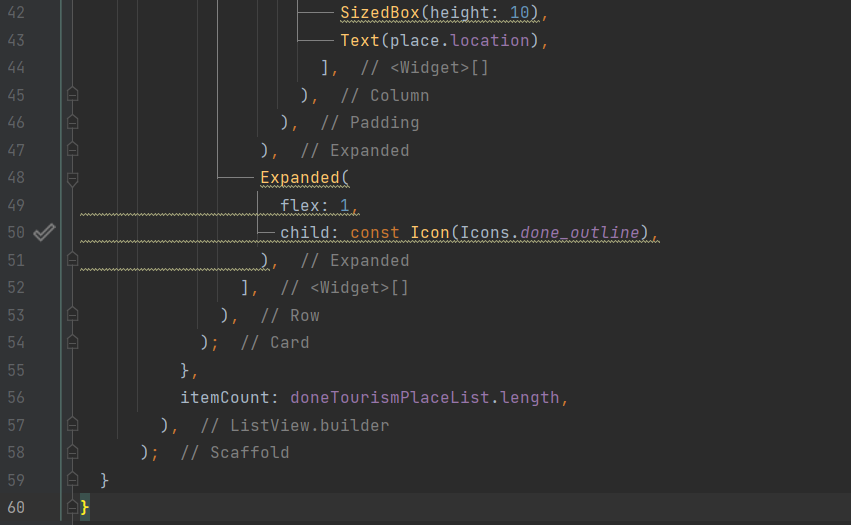 42 SizedBox(height: 10),
43 Text(place.location),
44 ], // <Widget>[]
45 ), // Column
46 ), // Padding
47 ), // Expanded
48 Expanded(
49 flex: 1,
50 child: const Icon(Icons.done_outline),
51 ), // Expanded
52 ], // <Widget>[]
53 ), // Row
54 ); // Card
55 },
56 itemCount: doneTourismPlaceList.length,
57 ), // ListView.builder
58 ); // Scaffold
59 }
60 }